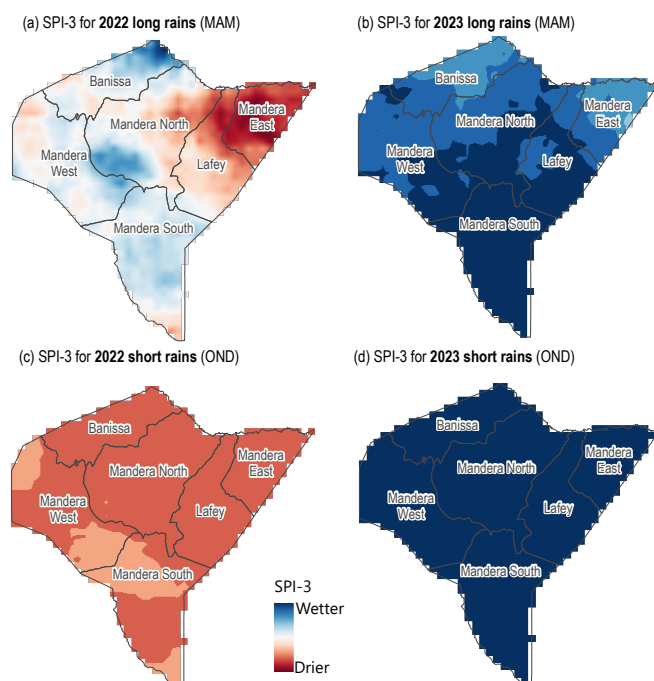 (a) SPI-3 for 2022 long rains (MAM)
(b) SPI-3 for 2023 long rains (MAM)
Banissa
Mandera North
Mandera
East
Mandera
West
Lafey
Mandera South
Banissa
Mandera North
Mandera
East
Mandera
West
Lafey
Mandera South
(c) SPI-3 for 2022 short rains (OND)
(d) SPI-3 for 2023 short rains (OND)
Banissa
Mandera North
Mandera
East
Mandera
West
Lafey
Mandera South
Banissa
Mandera North
Mandera
East
Mandera
West
Lafey
Mandera South
SPI-3
Wetter
Drier